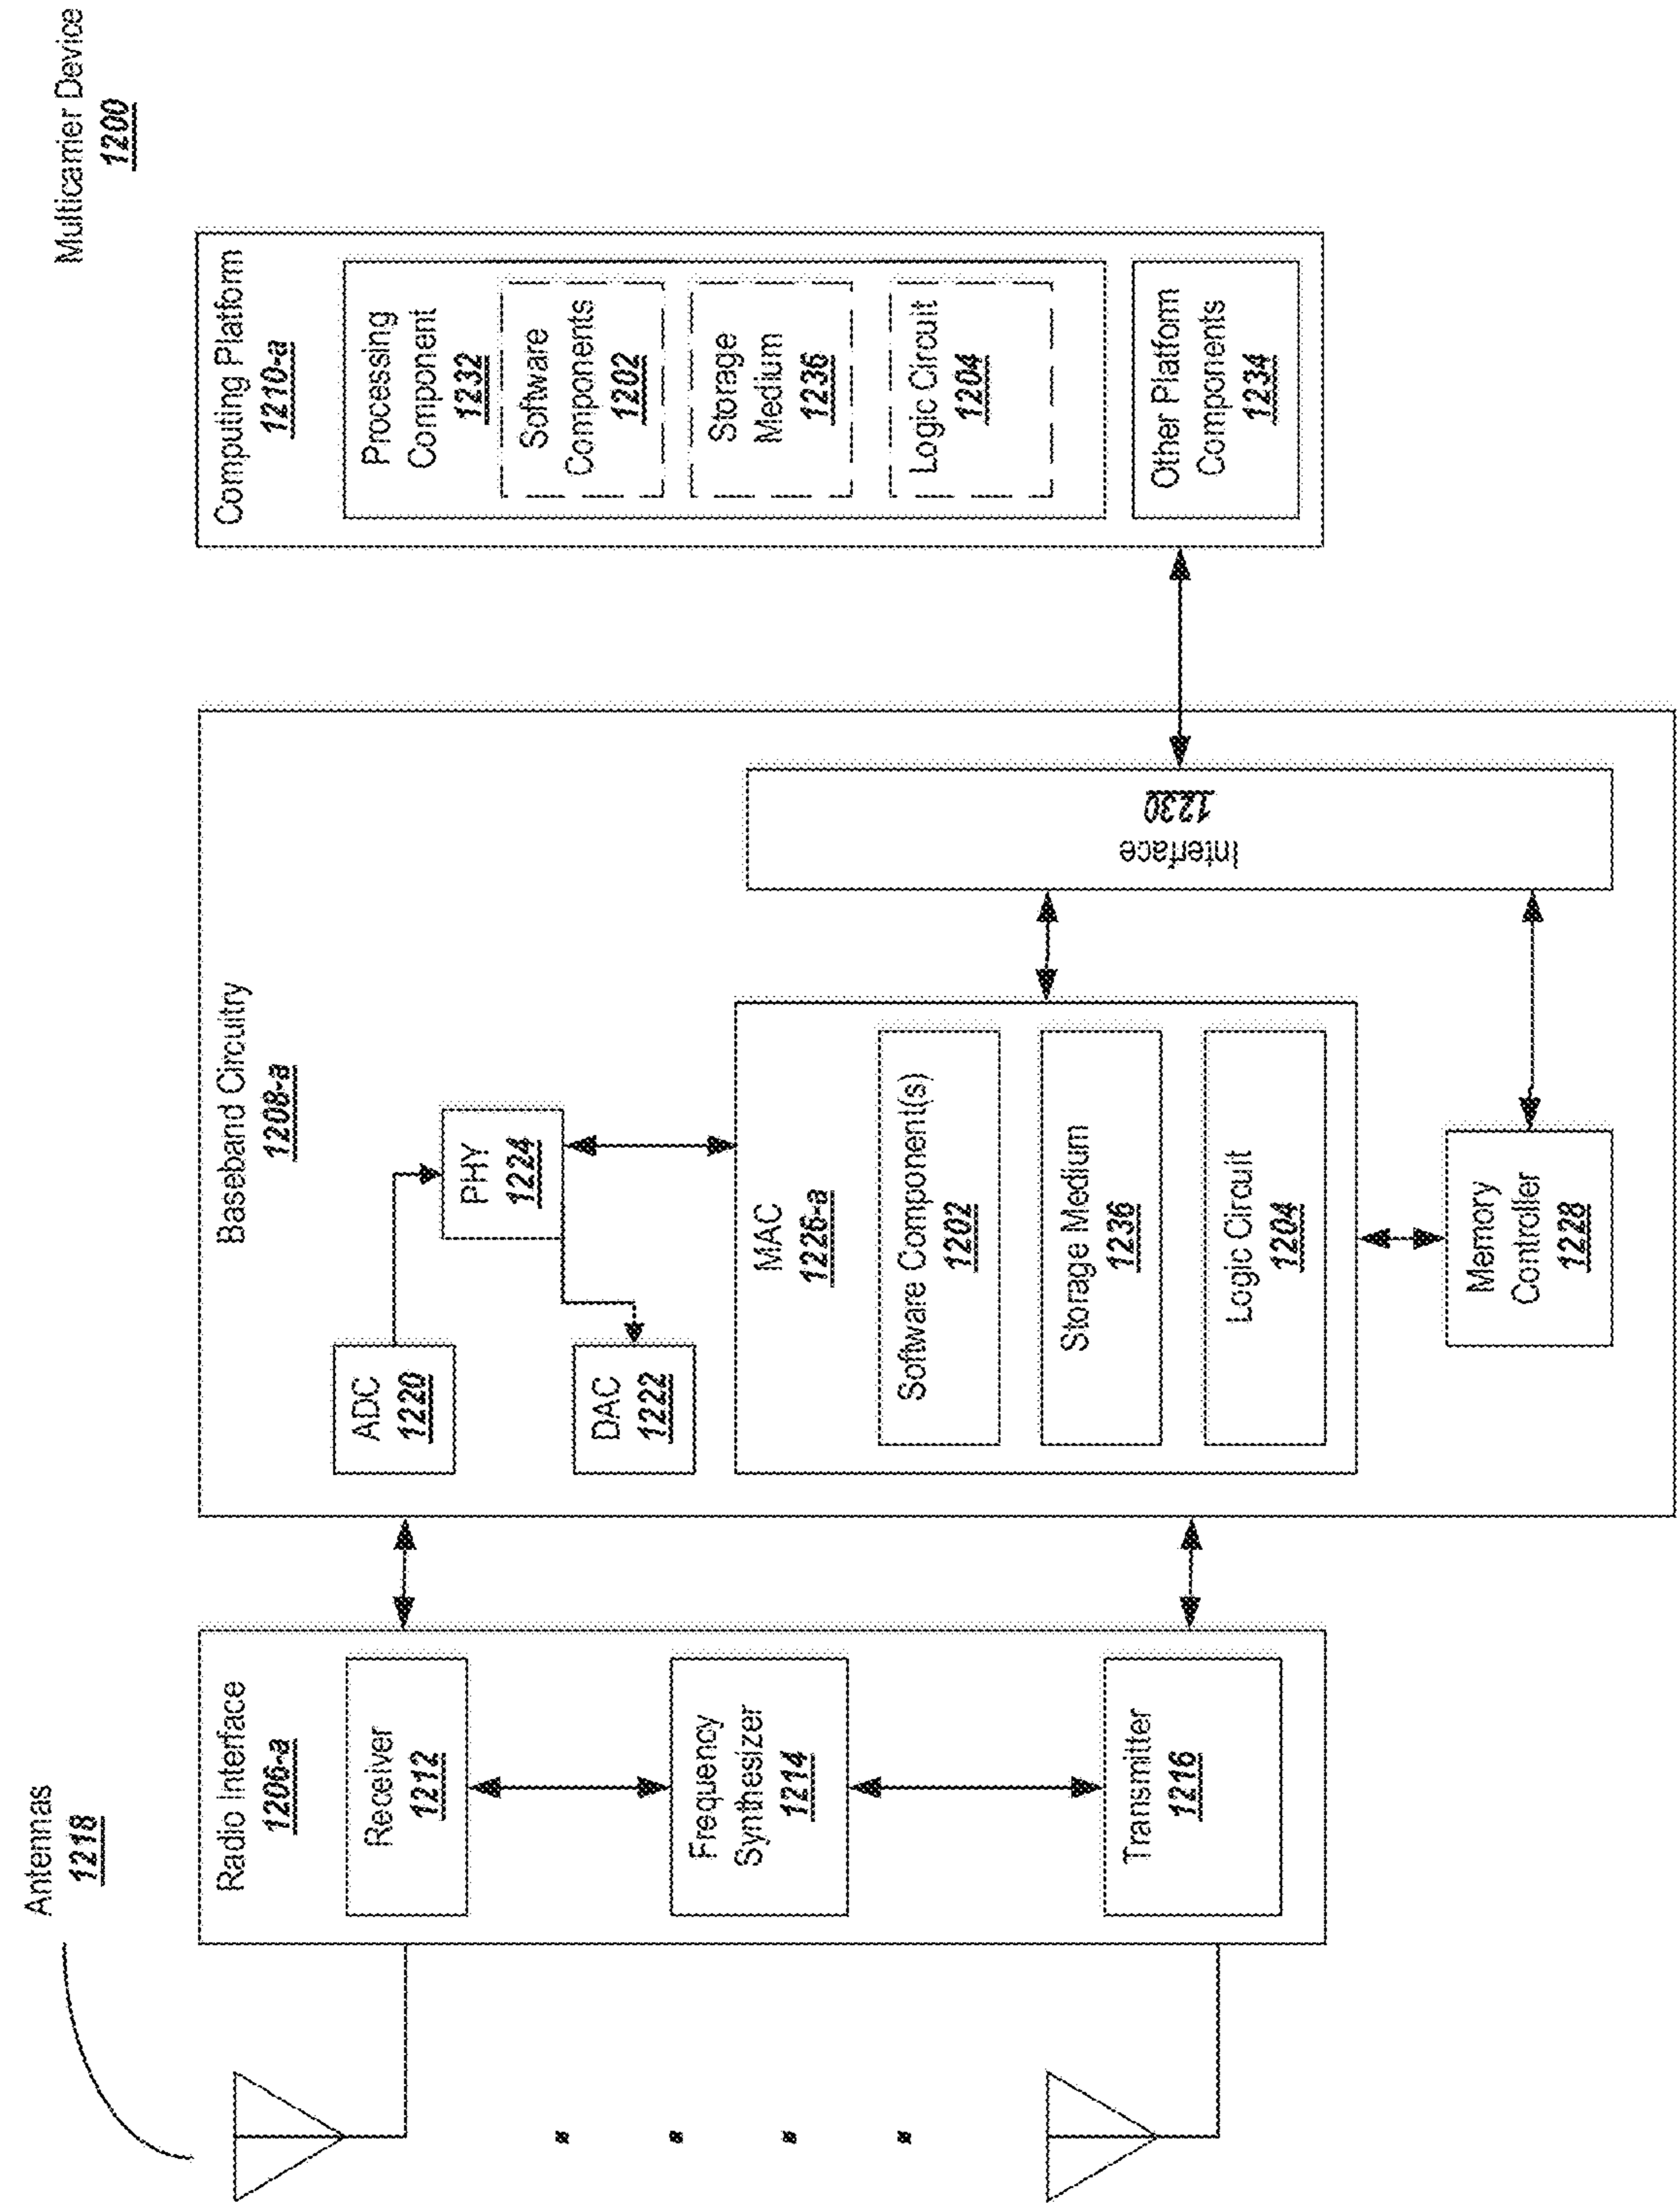 Multicarrier Device
1200
Antennas
1218
Radio Interface
1206-a
Receiver
1212
Frequency
Synthesizer
1214
Transmitter
1216
Baseband Circuitry
1208-a
ADC
1220
PHY
1224
DAC
1222
MAC
1226-a
Software Component(s)
1202
Storage Medium
1236
Logic Circuit
1204
Memory
Controller
1228
Interface
1230
Computing Platform
1210-a
Processing
Component
1232
Software
Components
1202
Storage
Medium
1236
Logic Circuit
1204
Other Platform
Components
1234